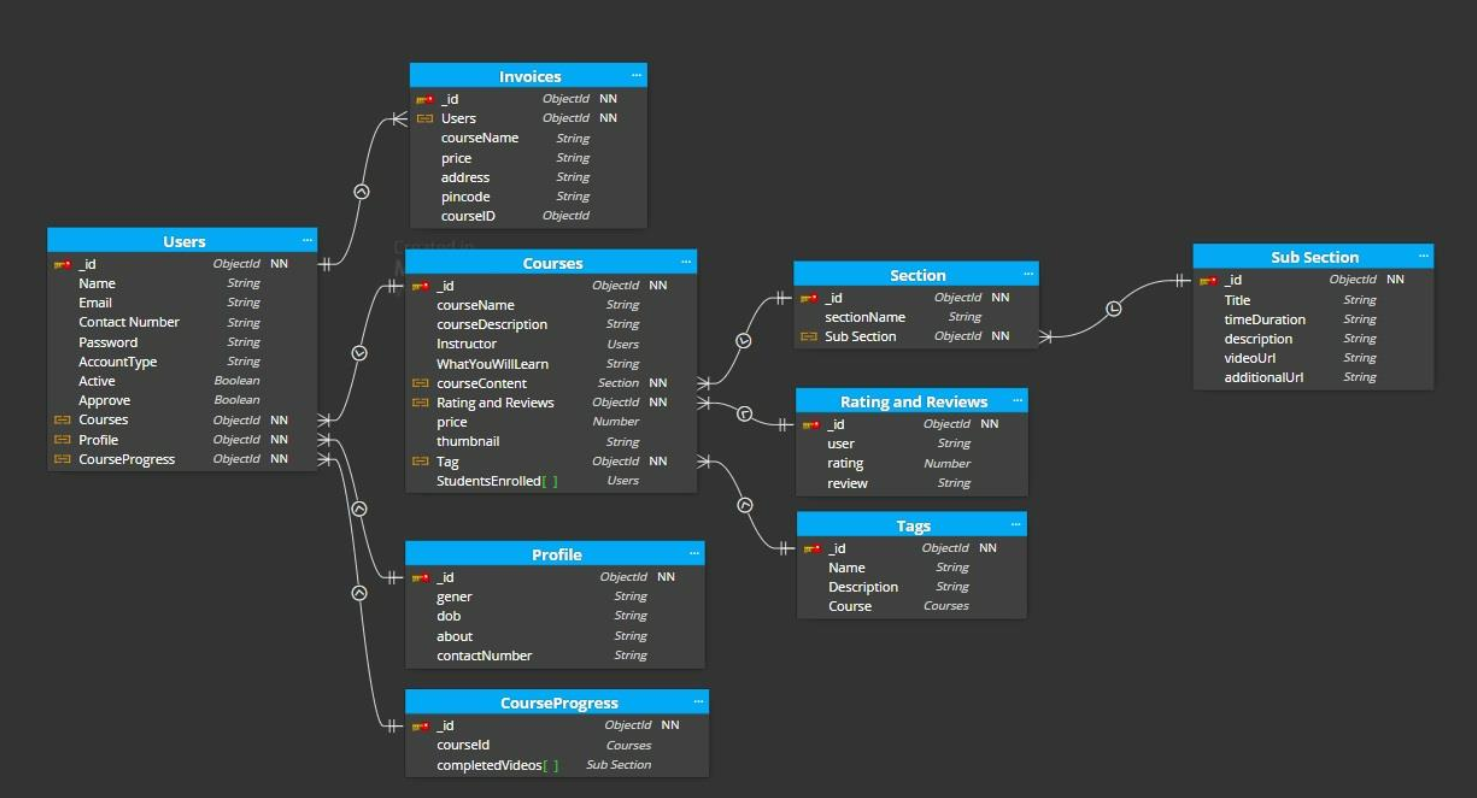 Invoices ...
_id ObjectId NN
Users ObjectId NN
courseName String
price String
address String
pincode String
courseID ObjectId
Users ...
_id ObjectId NN
Name String
Email String
Contact Number String
Password String
AccountType String
Active Boolean
Approve Boolean
Courses ObjectId NN
Profile ObjectId NN
CourseProgress ObjectId NN
Created in
Courses ...
_id ObjectId NN
courseName String
courseDescription String
Instructor Users
WhatYouWillLearn String
courseContent Section NN
Rating and Reviews ObjectId NN
price Number
thumbnail String
Tag ObjectId NN
StudentsEnrolled[ ] Users
Profile ...
_id ObjectId NN
gener String
dob String
about String
contactNumber String
CourseProgress ...
_id ObjectId NN
courseId Courses
completedVideos[ ] Sub Section
Section ...
_id ObjectId NN
sectionName String
Sub Section ObjectId NN
Rating and Reviews ...
_id ObjectId NN
user String
rating Number
review String
Tags ...
_id ObjectId NN
Name String
Description String
Course Courses
Sub Section ...
_id ObjectId NN
Title String
timeDuration String
description String
videoUrl String
additionalUrl String